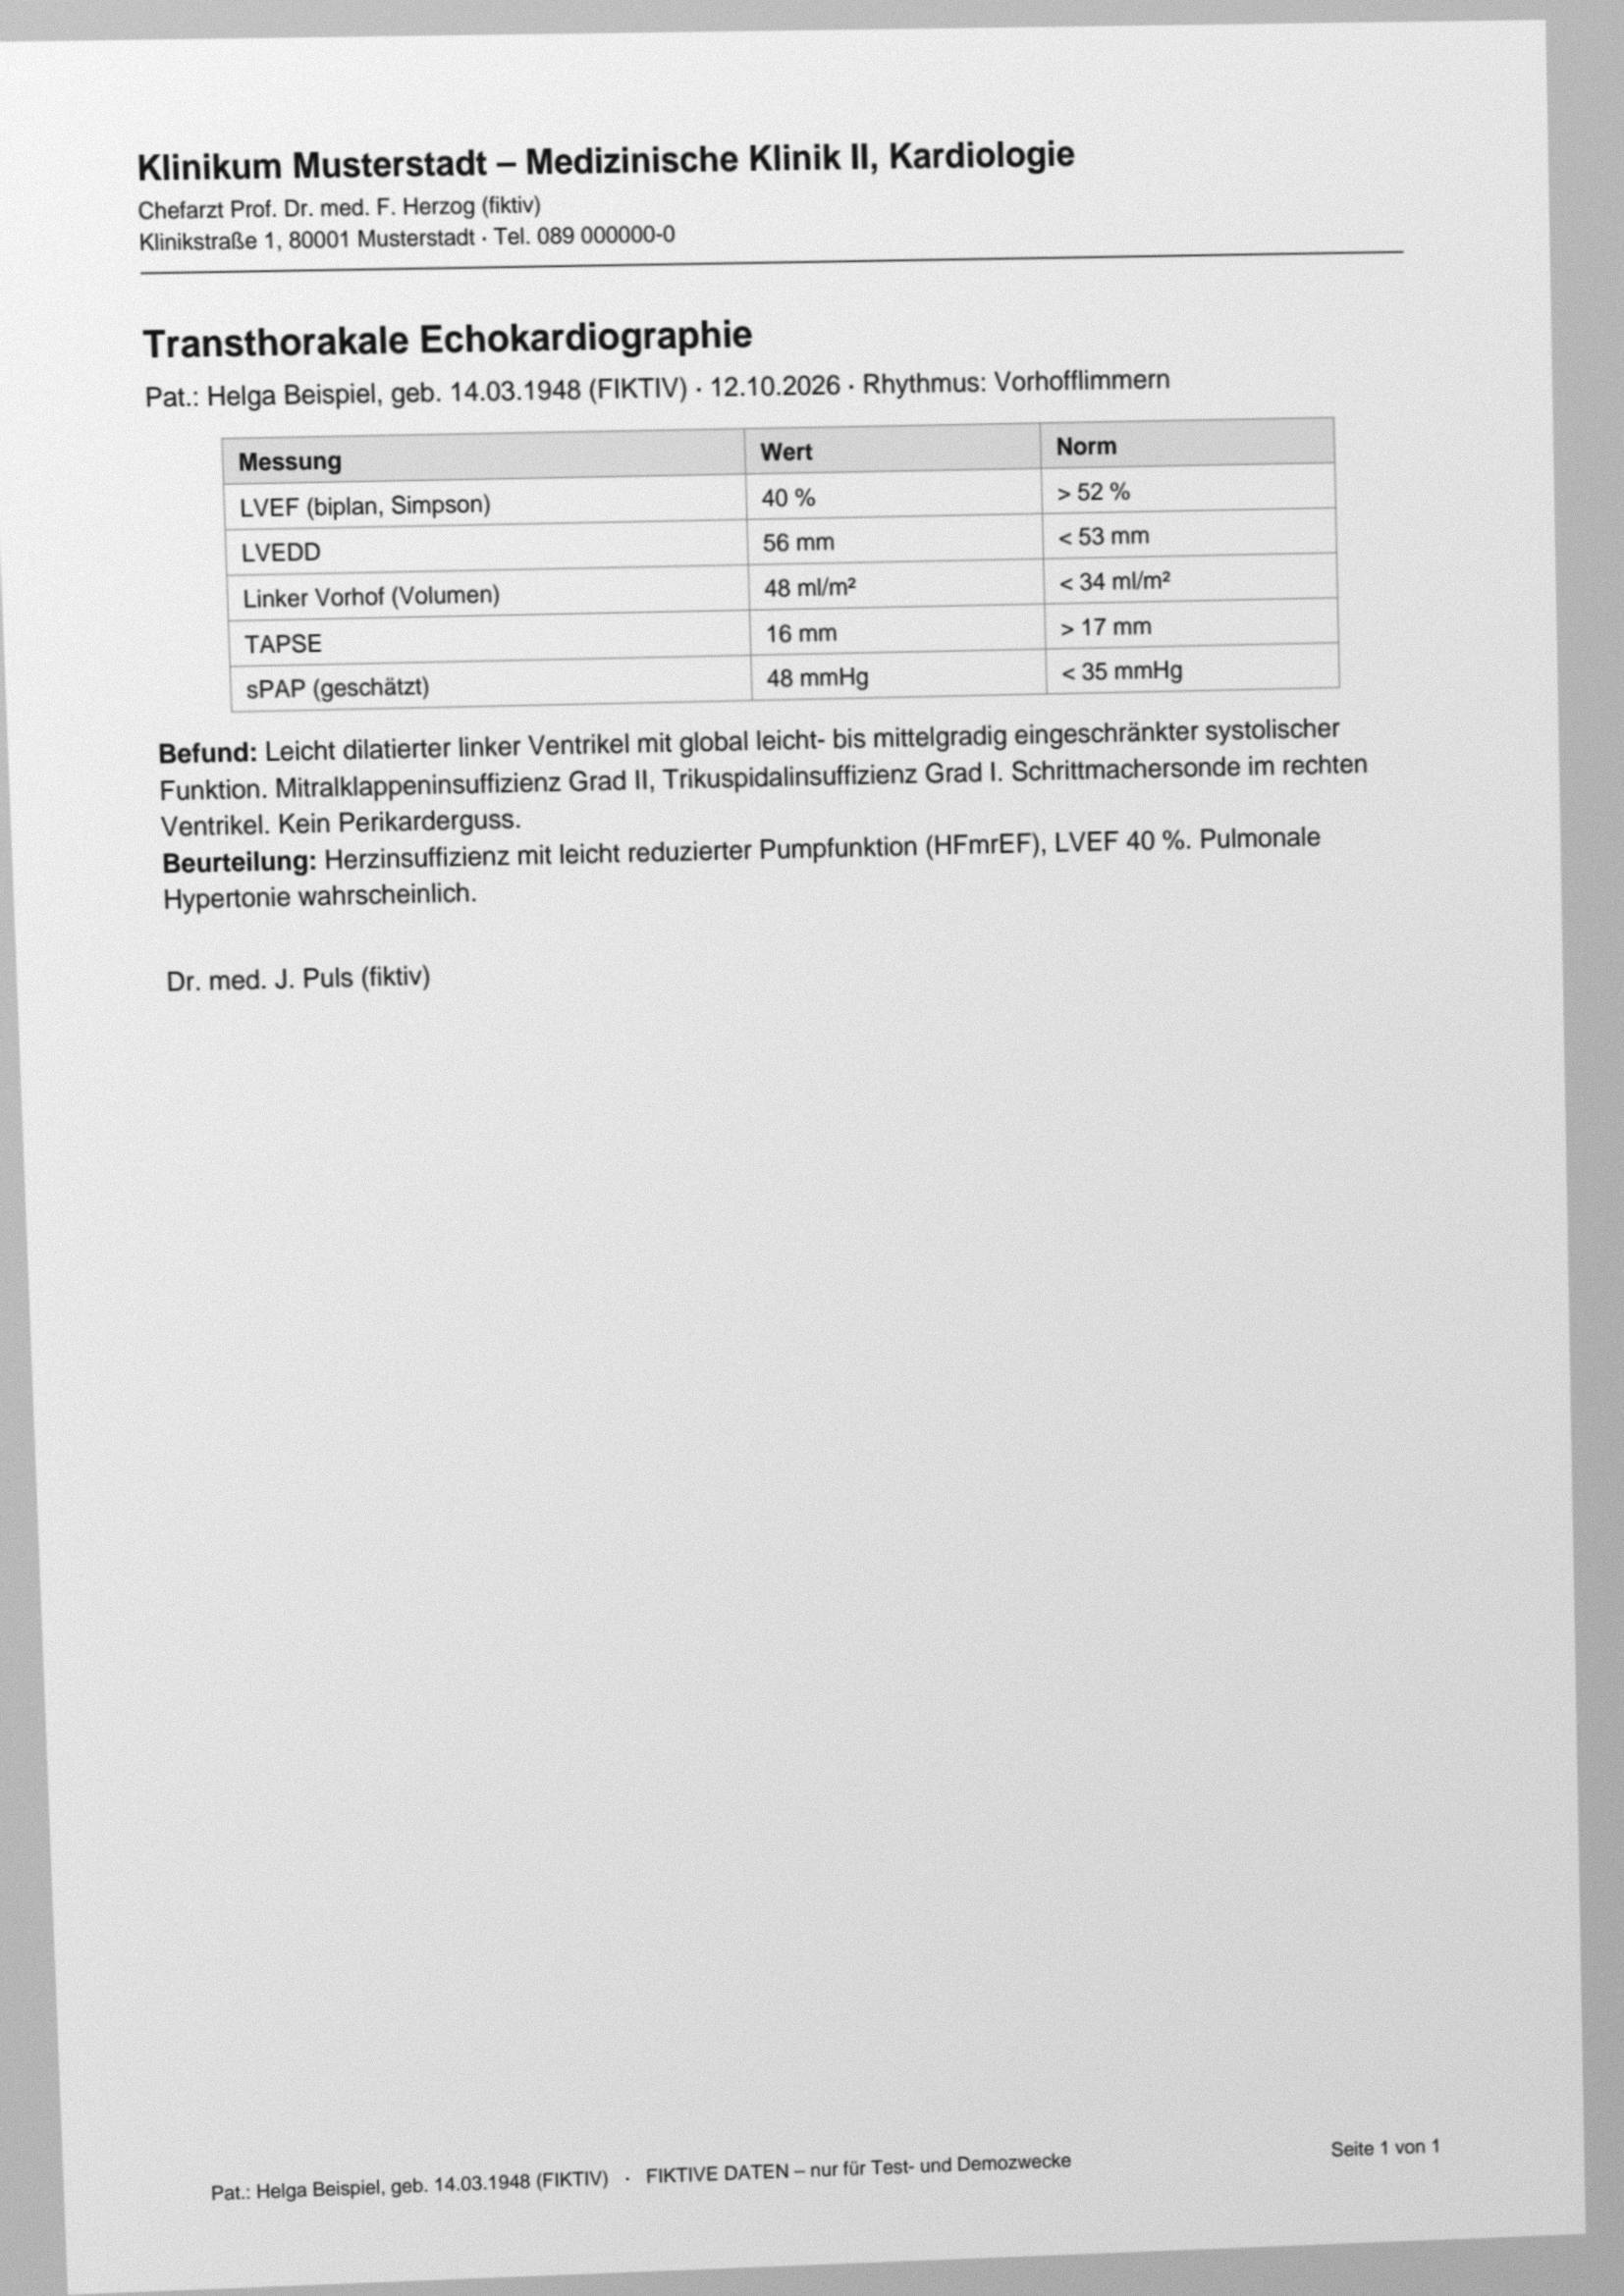 Klinikum Musterstadt – Medizinische Klinik II, Kardiologie
Chefarzt Prof. Dr. med. F. Herzog (fiktiv)
Klinikstraße 1, 80001 Musterstadt · Tel. 089 000000-0
Transthorakale Echokardiographie
Pat.: Helga Beispiel, geb. 14.03.1948 (FIKTIV) · 12.10.2026 · Rhythmus: Vorhofflimmern
Messung Wert Norm
LVEF (biplan, Simpson) 40 % > 52 %
LVEDD 56 mm < 53 mm
Linker Vorhof (Volumen) 48 ml/m² < 34 ml/m²
TAPSE 16 mm > 17 mm
sPAP (geschätzt) 48 mmHg < 35 mmHg
Befund: Leicht dilatierter linker Ventrikel mit global leicht- bis mittelgradig eingeschränkter systolischer
Funktion. Mitralklappeninsuffizienz Grad II, Trikuspidalinsuffizienz Grad I. Schrittmachersonde im rechten
Ventrikel. Kein Perikarderguss.
Beurteilung: Herzinsuffizienz mit leicht reduzierter Pumpfunktion (HFmrEF), LVEF 40 %. Pulmonale
Hypertonie wahrscheinlich.
Dr. med. J. Puls (fiktiv)
Pat.: Helga Beispiel, geb. 14.03.1948 (FIKTIV) · FIKTIVE DATEN – nur für Test- und Demozwecke Seite 1 von 1